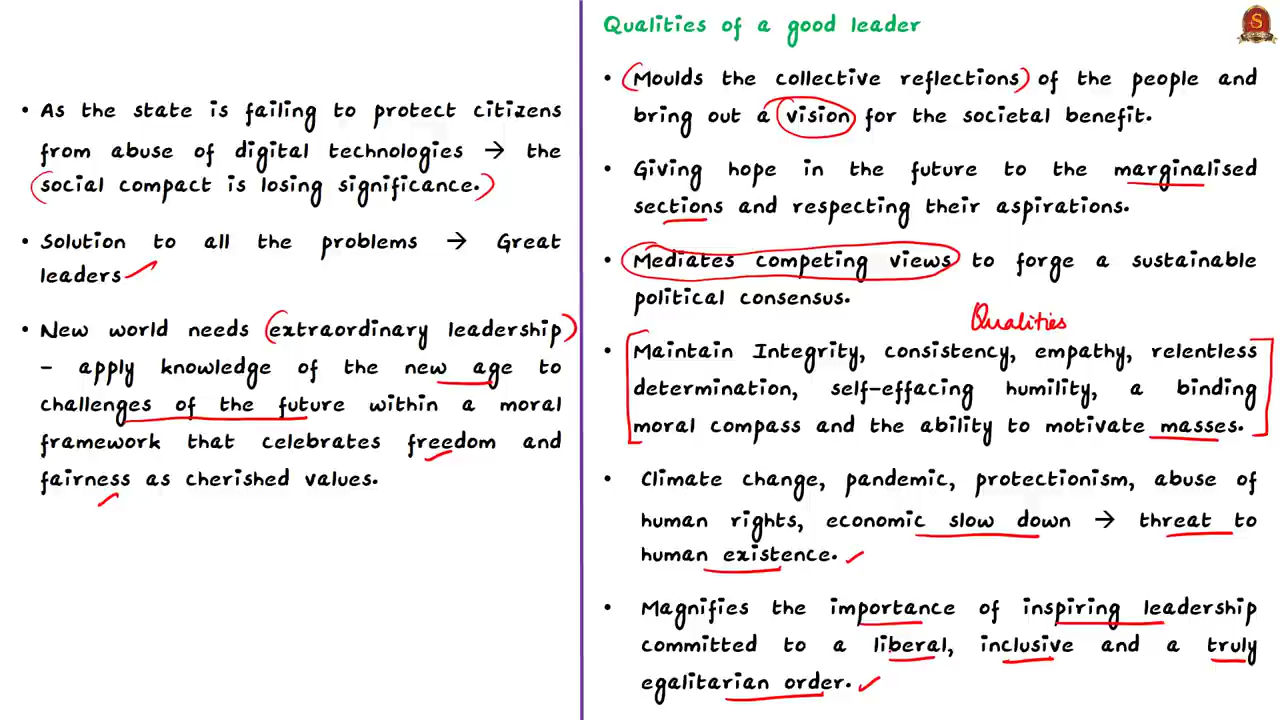 • As the state is failing to protect citizens
from abuse of digital technologies → the
(social compact is losing significance.)
• Solution to all the problems → Great
leaders
• New world needs (extraordinary leadership)
- apply knowledge of the new age to
challenges of the future within a moral
framework that celebrates freedom and
fairness as cherished values.
Qualities of a good leader
• (Moulds the collective reflections) of the people and
bring out a vision for the societal benefit.
• Giving hope in the future to the marginalised
sections and respecting their aspirations.
• Mediates competing views to forge a sustainable
political consensus.
Qualities
• [Maintain Integrity, consistency, empathy, relentless
determination, self-effacing humility, a binding
moral compass and the ability to motivate masses.]
• Climate change, pandemic, protectionism, abuse of
human rights, economic slow down → threat to
human existence.
• Magnifies the importance of inspiring leadership
committed to a liberal, inclusive and a truly
egalitarian order.
S